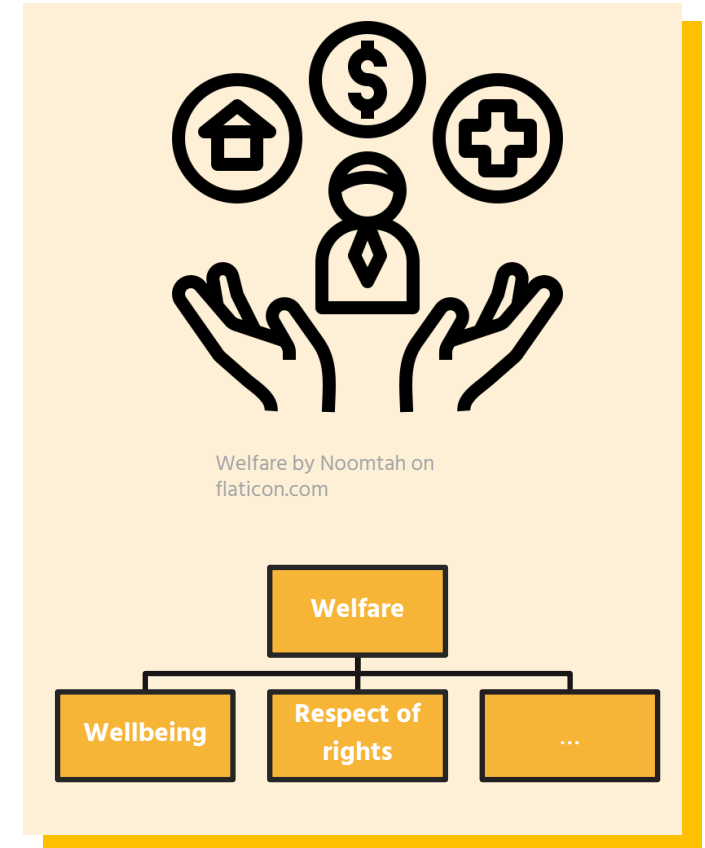 $
Welfare by Noomtah on
flaticon.com
Welfare
Wellbeing
Respect of
rights
...